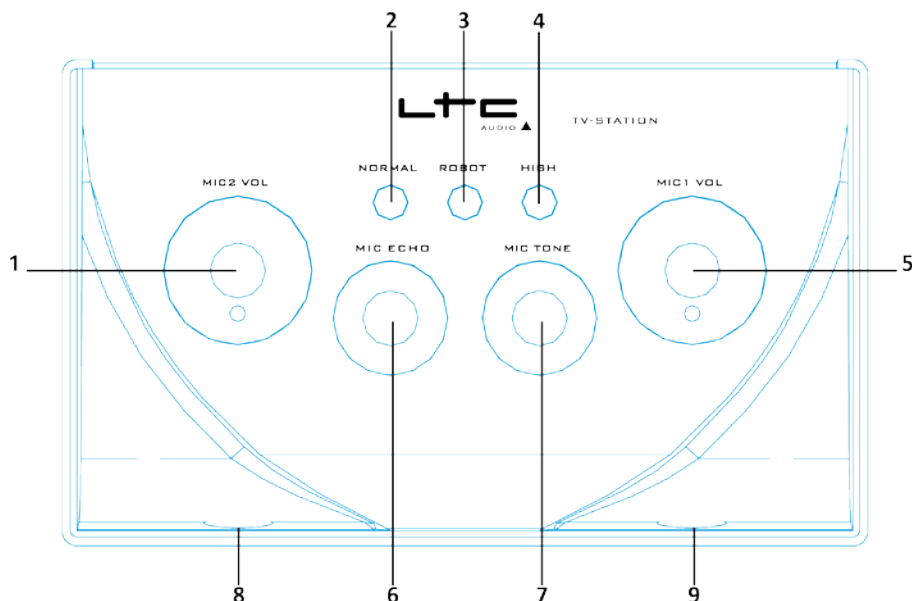 2 3 4
LTC
AUDIO
TV-STATION
NORMAL ROBOT HIGH
MIC2 VOL
MIC1 VOL
MIC ECHO MIC TONE
1
5
8 6 7 9